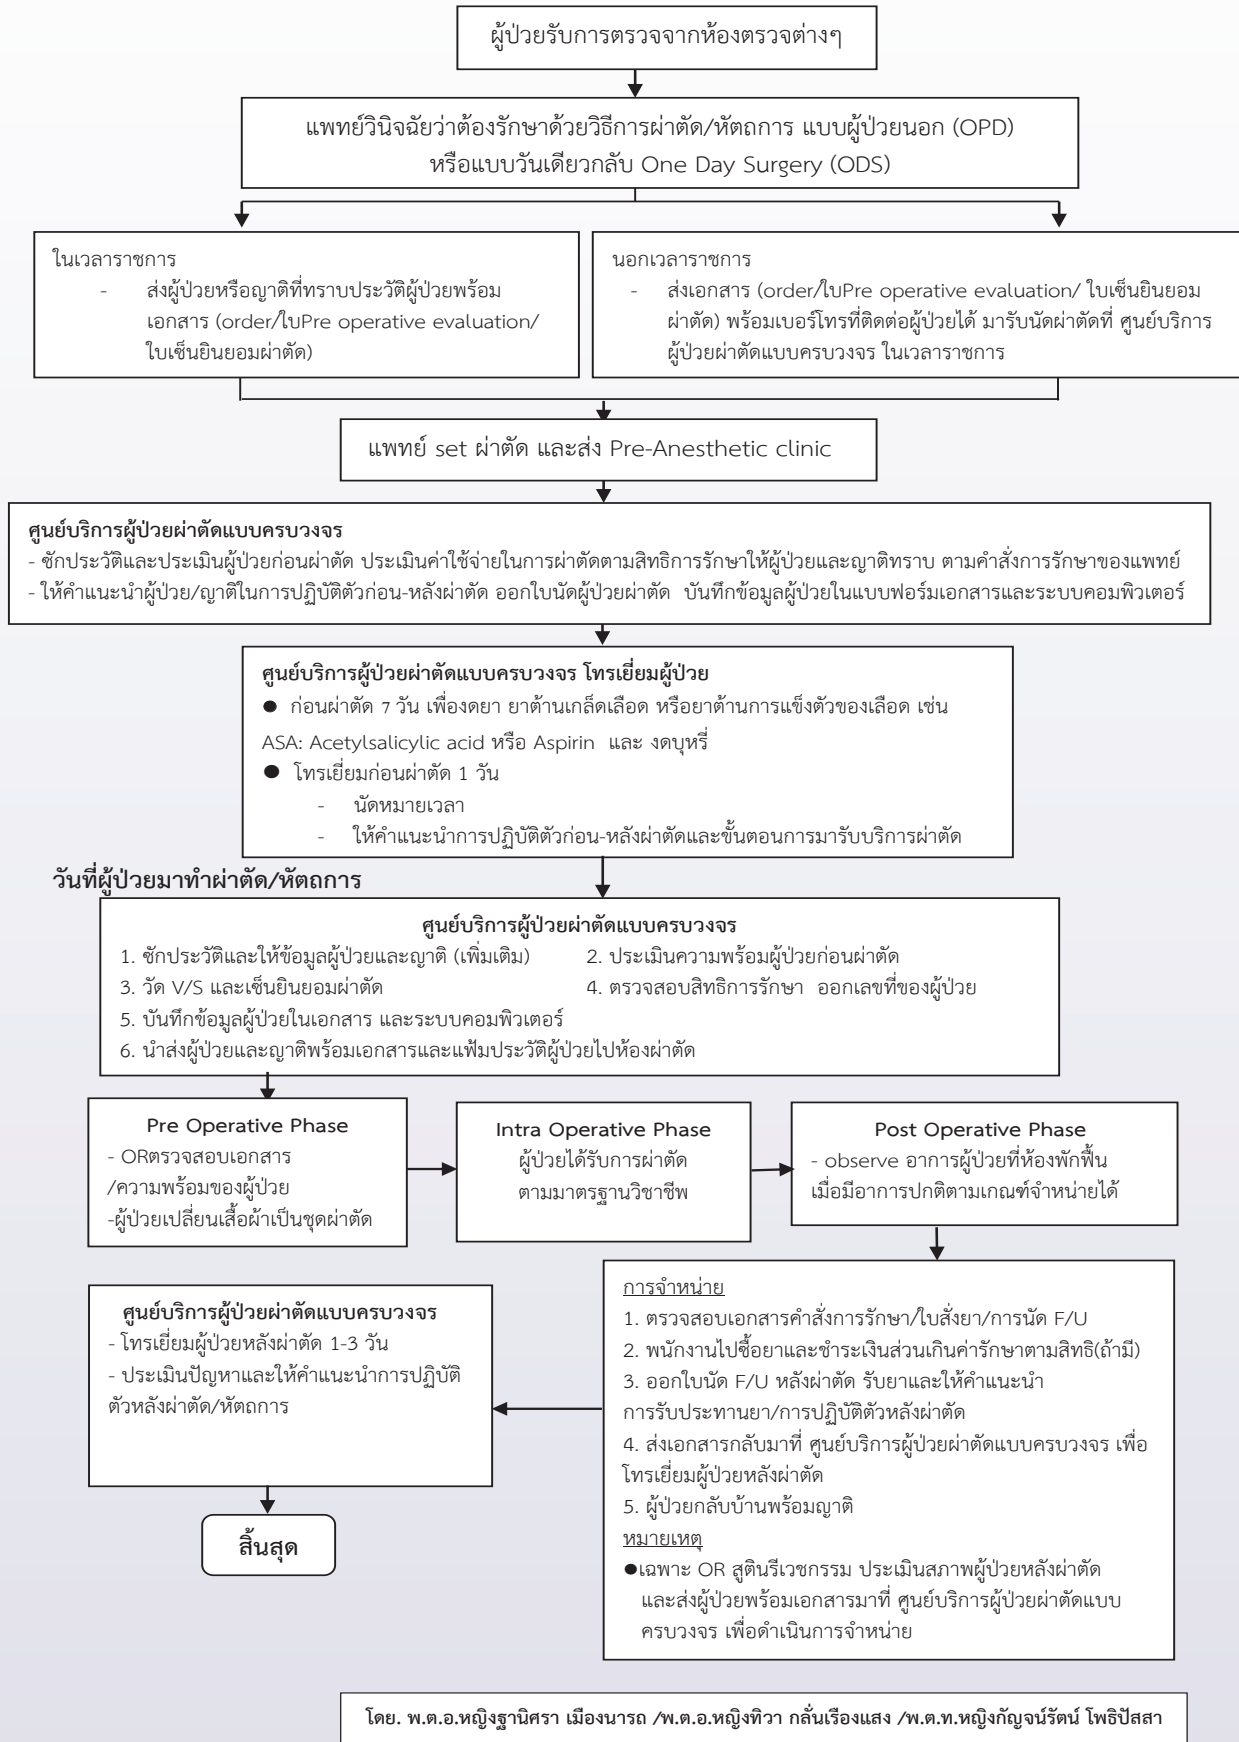 ผู้ป่วยรับการตรวจจากห้องตรวจต่างๆ
แพทย์วินิจฉัยว่าต้องรักษาด้วยวิธีการผ่าตัด/หัตถการ แบบผู้ป่วยนอก (OPD)
หรือแบบวันเดียวกลับ One Day Surgery (ODS)
ในเวลาราชการ
- ส่งผู้ป่วยหรือญาติที่ทราบประวัติผู้ป่วยพร้อม
เอกสาร (order/ใบPre operative evaluation/
ใบเซ็นยินยอมผ่าตัด)
นอกเวลาราชการ
- ส่งเอกสาร (order/ใบPre operative evaluation/ ใบเซ็นยินยอม
ผ่าตัด) พร้อมเบอร์โทรที่ติดต่อผู้ป่วยได้ มารับนัดผ่าตัดที่ ศูนย์บริการ
ผู้ป่วยผ่าตัดแบบครบวงจร ในเวลาราชการ
แพทย์ set ผ่าตัด และส่ง Pre-Anesthetic clinic
ศูนย์บริการผู้ป่วยผ่าตัดแบบครบวงจร
- ซักประวัติและประเมินผู้ป่วยก่อนผ่าตัด ประเมินค่าใช้จ่ายในการผ่าตัดตามสิทธิการรักษาให้ผู้ป่วยและญาติทราบ ตามคำสั่งการรักษาของแพทย์
- ให้คำแนะนำผู้ป่วย/ญาติในการปฏิบัติตัวก่อน-หลังผ่าตัด ออกใบนัดผู้ป่วยผ่าตัด บันทึกข้อมูลผู้ป่วยในแบบฟอร์มเอกสารและระบบคอมพิวเตอร์
ศูนย์บริการผู้ป่วยผ่าตัดแบบครบวงจร โทรเยี่ยมผู้ป่วย
● ก่อนผ่าตัด 7 วัน เพื่องดยา ยาต้านเกล็ดเลือด หรือยาต้านการแข็งตัวของเลือด เช่น
ASA: Acetylsalicylic acid หรือ Aspirin และ งดบุหรี่
● โทรเยี่ยมก่อนผ่าตัด 1 วัน
- นัดหมายเวลา
- ให้คำแนะนำการปฏิบัติตัวก่อน-หลังผ่าตัดและขั้นตอนการมารับบริการผ่าตัด
วันที่ผู้ป่วยมาทำผ่าตัด/หัตถการ
ศูนย์บริการผู้ป่วยผ่าตัดแบบครบวงจร
1. ซักประวัติและให้ข้อมูลผู้ป่วยและญาติ (เพิ่มเติม) 2. ประเมินความพร้อมผู้ป่วยก่อนผ่าตัด
3. วัด V/S และเซ็นยินยอมผ่าตัด 4. ตรวจสอบสิทธิการรักษา ออกเลขที่ของผู้ป่วย
5. บันทึกข้อมูลผู้ป่วยในเอกสาร และระบบคอมพิวเตอร์
6. นำส่งผู้ป่วยและญาติพร้อมเอกสารและแฟ้มประวัติผู้ป่วยไปห้องผ่าตัด
Pre Operative Phase
- ORตรวจสอบเอกสาร
/ความพร้อมของผู้ป่วย
-ผู้ป่วยเปลี่ยนเสื้อผ้าเป็นชุดผ่าตัด
Intra Operative Phase
ผู้ป่วยได้รับการผ่าตัด
ตามมาตรฐานวิชาชีพ
Post Operative Phase
- observe อาการผู้ป่วยที่ห้องพักฟื้น
เมื่อมีอาการปกติตามเกณฑ์จำหน่ายได้
การจำหน่าย
1. ตรวจสอบเอกสารคำสั่งการรักษา/ใบสั่งยา/การนัด F/U
2. พนักงานไปซื้อยาและชำระเงินส่วนเกินค่ารักษาตามสิทธิ(ถ้ามี)
3. ออกใบนัด F/U หลังผ่าตัด รับยาและให้คำแนะนำ
การรับประทานยา/การปฏิบัติตัวหลังผ่าตัด
4. ส่งเอกสารกลับมาที่ ศูนย์บริการผู้ป่วยผ่าตัดแบบครบวงจร เพื่อ
โทรเยี่ยมผู้ป่วยหลังผ่าตัด
5. ผู้ป่วยกลับบ้านพร้อมญาติ
หมายเหตุ
●เฉพาะ OR สูตินรีเวชกรรม ประเมินสภาพผู้ป่วยหลังผ่าตัด
และส่งผู้ป่วยพร้อมเอกสารมาที่ ศูนย์บริการผู้ป่วยผ่าตัดแบบ
ครบวงจร เพื่อดำเนินการจำหน่าย
ศูนย์บริการผู้ป่วยผ่าตัดแบบครบวงจร
- โทรเยี่ยมผู้ป่วยหลังผ่าตัด 1-3 วัน
- ประเมินปัญหาและให้คำแนะนำการปฏิบัติ
ตัวหลังผ่าตัด/หัตถการ
สิ้นสุด
โดย. พ.ต.อ.หญิงฐานิศรา เมืองนารถ /พ.ต.อ.หญิงทิวา กลั่นเรืองแสง /พ.ต.ท.หญิงกัญจน์รัตน์ โพธิปัสสา